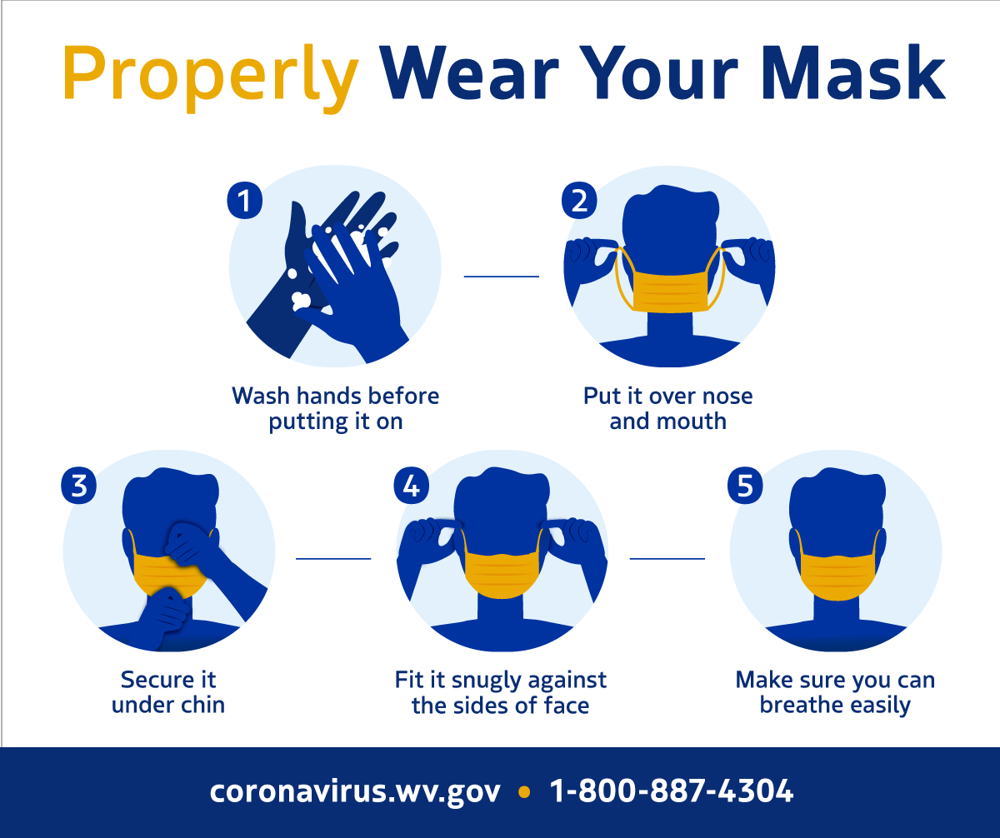 Properly Wear Your Mask
1
2
Wash hands before
putting it on
Put it over nose
and mouth
3
4
5
Secure it
under chin
Fit it snugly against
the sides of face
Make sure you can
breathe easily
coronavirus.wv.gov • 1-800-887-4304